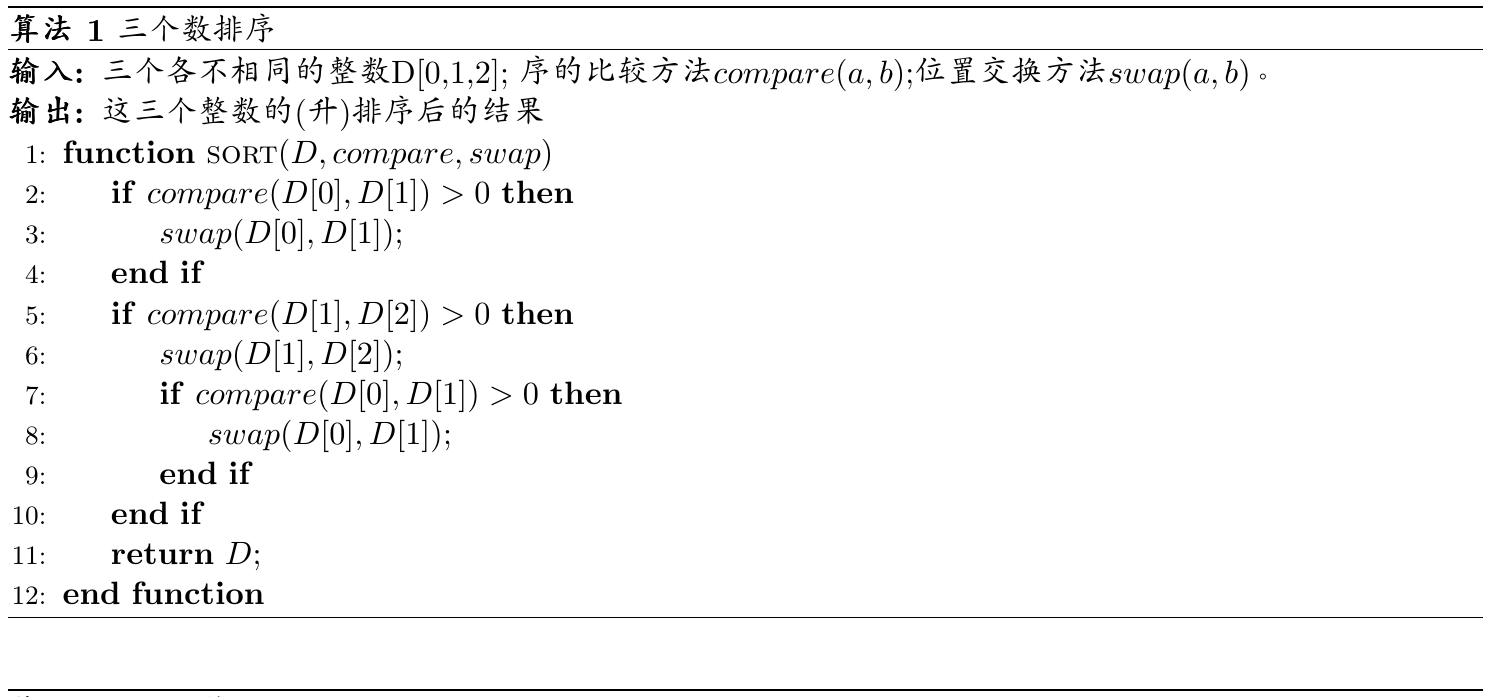 算法 1 三个数排序
输入: 三个各不相同的整数D[0,1,2]; 序的比较方法compare(a, b);位置交换方法swap(a, b)。
输出: 这三个整数的(升)排序后的结果
1: function SORT(D, compare, swap)
2: if compare(D[0], D[1]) > 0 then
3: swap(D[0], D[1]);
4: end if
5: if compare(D[1], D[2]) > 0 then
6: swap(D[1], D[2]);
7: if compare(D[0], D[1]) > 0 then
8: swap(D[0], D[1]);
9: end if
10: end if
11: return D;
12: end function